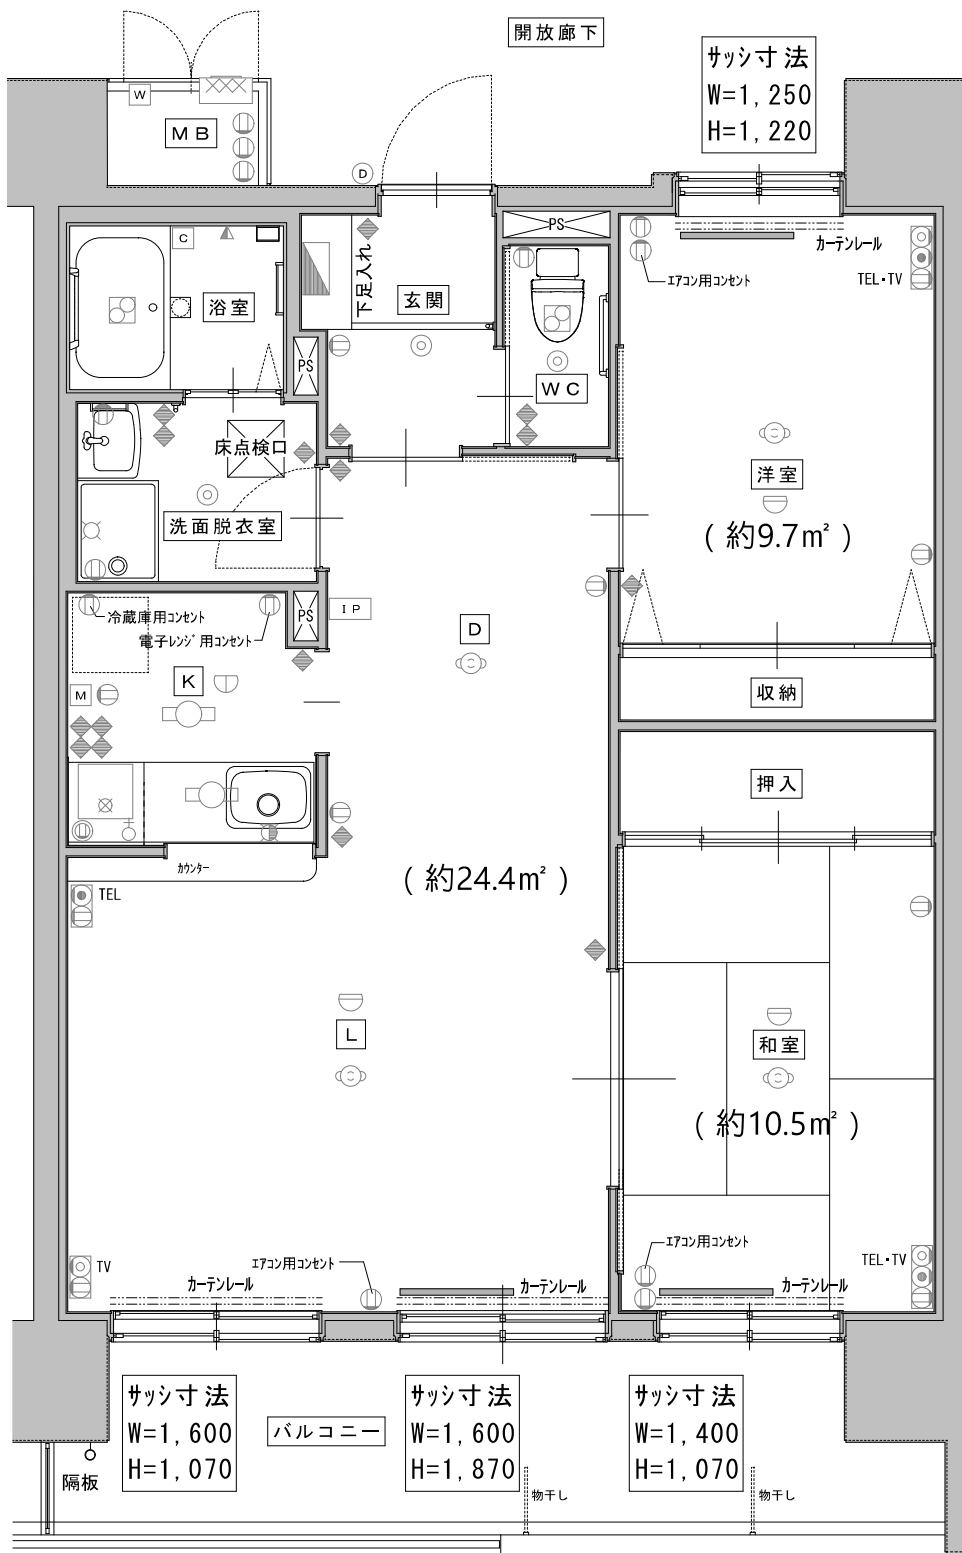 開放廊下
サッシ寸法
W=1,250
H=1,220
W
MB
D
PS
カーテンレール
エアコン用コンセント
TEL・TV
C
浴室
下足入れ
玄関
PS
WC
床点検口
洗面脱衣室
洋室
(約9.7㎡)
冷蔵庫用コンセント
電子レンジ用コンセント
PS
IP
D
K
M
収納
押入
カウンター
TEL
(約24.4㎡)
L
和室
(約10.5㎡)
TV
エアコン用コンセント
カーテンレール
カーテンレール
エアコン用コンセント
TEL・TV
カーテンレール
サッシ寸法
W=1,600
H=1,070
バルコニー
サッシ寸法
W=1,600
H=1,870
サッシ寸法
W=1,400
H=1,070
隔板
物干し
物干し